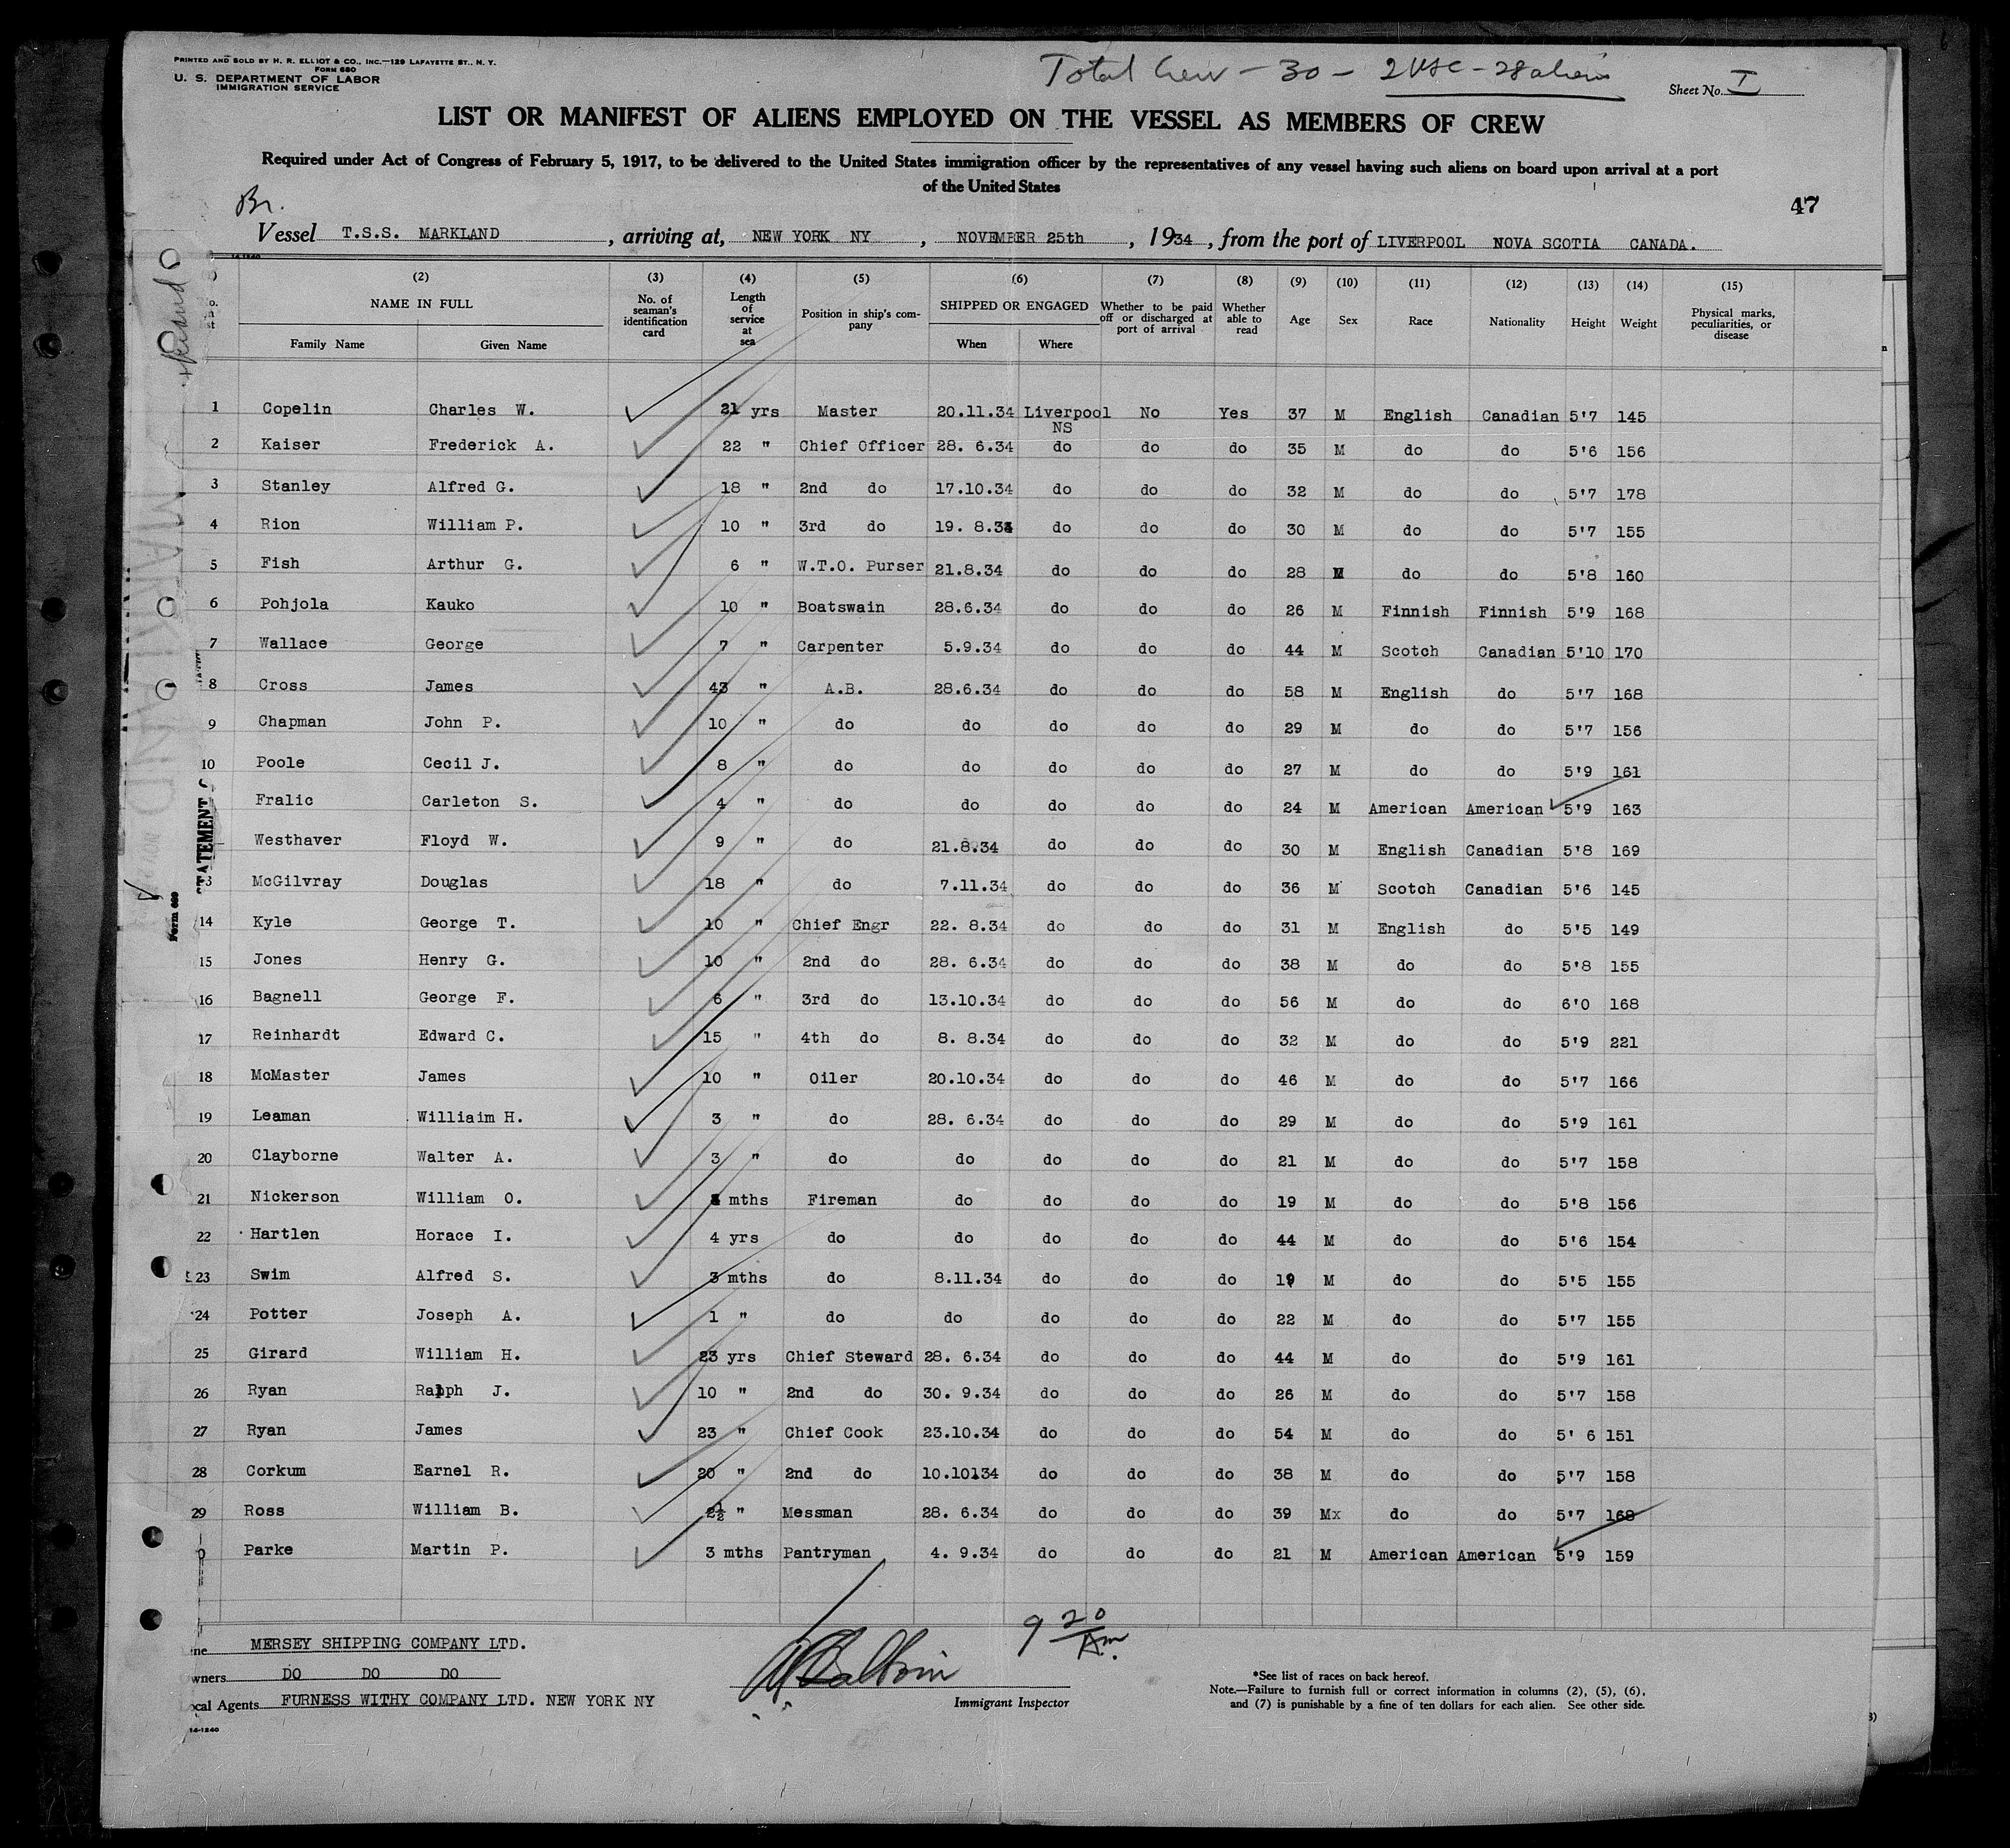 PRINTED AND SOLD BY H. R. ELLIOT & CO., INC.—129 LAFAYETTE ST., N. Y.
FORM 680
U. S. DEPARTMENT OF LABOR
IMMIGRATION SERVICE
Total Crew – 30 – 2 USC – 28 aliens
Sheet No. I
LIST OR MANIFEST OF ALIENS EMPLOYED ON THE VESSEL AS MEMBERS OF CREW
Required under Act of Congress of February 5, 1917, to be delivered to the United States immigration officer by the representatives of any vessel having such aliens on board upon arrival at a port
of the United States
47
Br.
Vessel T.S.S. MARKLAND, arriving at, NEW YORK NY, NOVEMBER 25th, 1934, from the port of LIVERPOOL NOVA SCOTIA CANADA.
(2) (3) (4) (5) (6) (7) (8) (9) (10) (11) (12) (13) (14) (15)
NAME IN FULL No. of seaman's identification card Length of service at sea Position in ship's company SHIPPED OR ENGAGED Whether to be paid off or discharged at port of arrival Whether able to read Age Sex Race Nationality Height Weight Physical marks, peculiarities, or disease
Family Name Given Name When Where
1 Copelin Charles W. 21 yrs Master 20.11.34 Liverpool NS No Yes 37 M English Canadian 5'7 145
2 Kaiser Frederick A. 22 " Chief Officer 28. 6.34 do do do 35 M do do 5'6 156
3 Stanley Alfred G. 18 " 2nd do 17.10.34 do do do 32 M do do 5'7 178
4 Rion William P. 10 " 3rd do 19. 8.34 do do do 30 M do do 5'7 155
5 Fish Arthur G. 6 " W.T.O. Purser 21.8.34 do do do 28 M do do 5'8 160
6 Pohjola Kauko 10 " Boatswain 28.6.34 do do do 26 M Finnish Finnish 5'9 168
7 Wallace George 7 " Carpenter 5.9.34 do do do 44 M Scotch Canadian 5'10 170
8 Cross James 43 " A.B. 28.6.34 do do do 58 M English do 5'7 168
9 Chapman John P. 10 " do do do do do 29 M do do 5'7 156
10 Poole Cecil J. 8 " do do do do do 27 M do do 5'9 161
Fralic Carleton S. 4 " do do do do do 24 M American American 5'9 163
Westhaver Floyd W. 9 " do 21.8.34 do do do 30 M English Canadian 5'8 169
3 McGilvray Douglas 18 " do 7.11.34 do do do 36 M Scotch Canadian 5'6 145
14 Kyle George T. 10 " Chief Engr 22. 8.34 do do do 31 M English do 5'5 149
15 Jones Henry G. 10 " 2nd do 28. 6.34 do do do 38 M do do 5'8 155
16 Bagnell George F. 6 " 3rd do 13.10.34 do do do 56 M do do 6'0 168
17 Reinhardt Edward C. 15 " 4th do 8. 8.34 do do do 32 M do do 5'9 221
18 McMaster James 10 " Oiler 20.10.34 do do do 46 M do do 5'7 166
19 Leaman Williaim H. 3 " do 28. 6.34 do do do 29 M do do 5'9 161
20 Clayborne Walter A. 3 " do do do do do 21 M do do 5'7 158
21 Nickerson William O. mths Fireman do do do do 19 M do do 5'8 156
22 Hartlen Horace I. 4 yrs do do do do do 44 M do do 5'6 154
23 Swim Alfred S. 3 mths do 8.11.34 do do do 19 M do do 5'5 155
24 Potter Joseph A. 1 " do do do do do 22 M do do 5'7 155
25 Girard William H. 23 yrs Chief Steward 28. 6.34 do do do 44 M do do 5'9 161
26 Ryan Ralph J. 10 " 2nd do 30. 9.34 do do do 26 M do do 5'7 158
27 Ryan James 23 " Chief Cook 23.10.34 do do do 54 M do do 5' 6 151
28 Corkum Earnel R. 20 " 2nd do 10.10134 do do do 38 M do do 5'7 158
29 Ross William B. 2½ " Messman 28. 6.34 do do do 39 Mx do do 5'7 168
0 Parke Martin P. 3 mths Pantryman 4. 9.34 do do do 21 M American American 5'9 159
STATEMENT
Form 689
MERSEY SHIPPING COMPANY LTD.
wners DO DO DO
ocal Agents FURNESS WITHY COMPANY LTD. NEW YORK NY
14-1240
9 20 Am.
Immigrant Inspector
*See list of races on back hereof.
Note.—Failure to furnish full or correct information in columns (2), (5), (6),
and (7) is punishable by a fine of ten dollars for each alien. See other side.